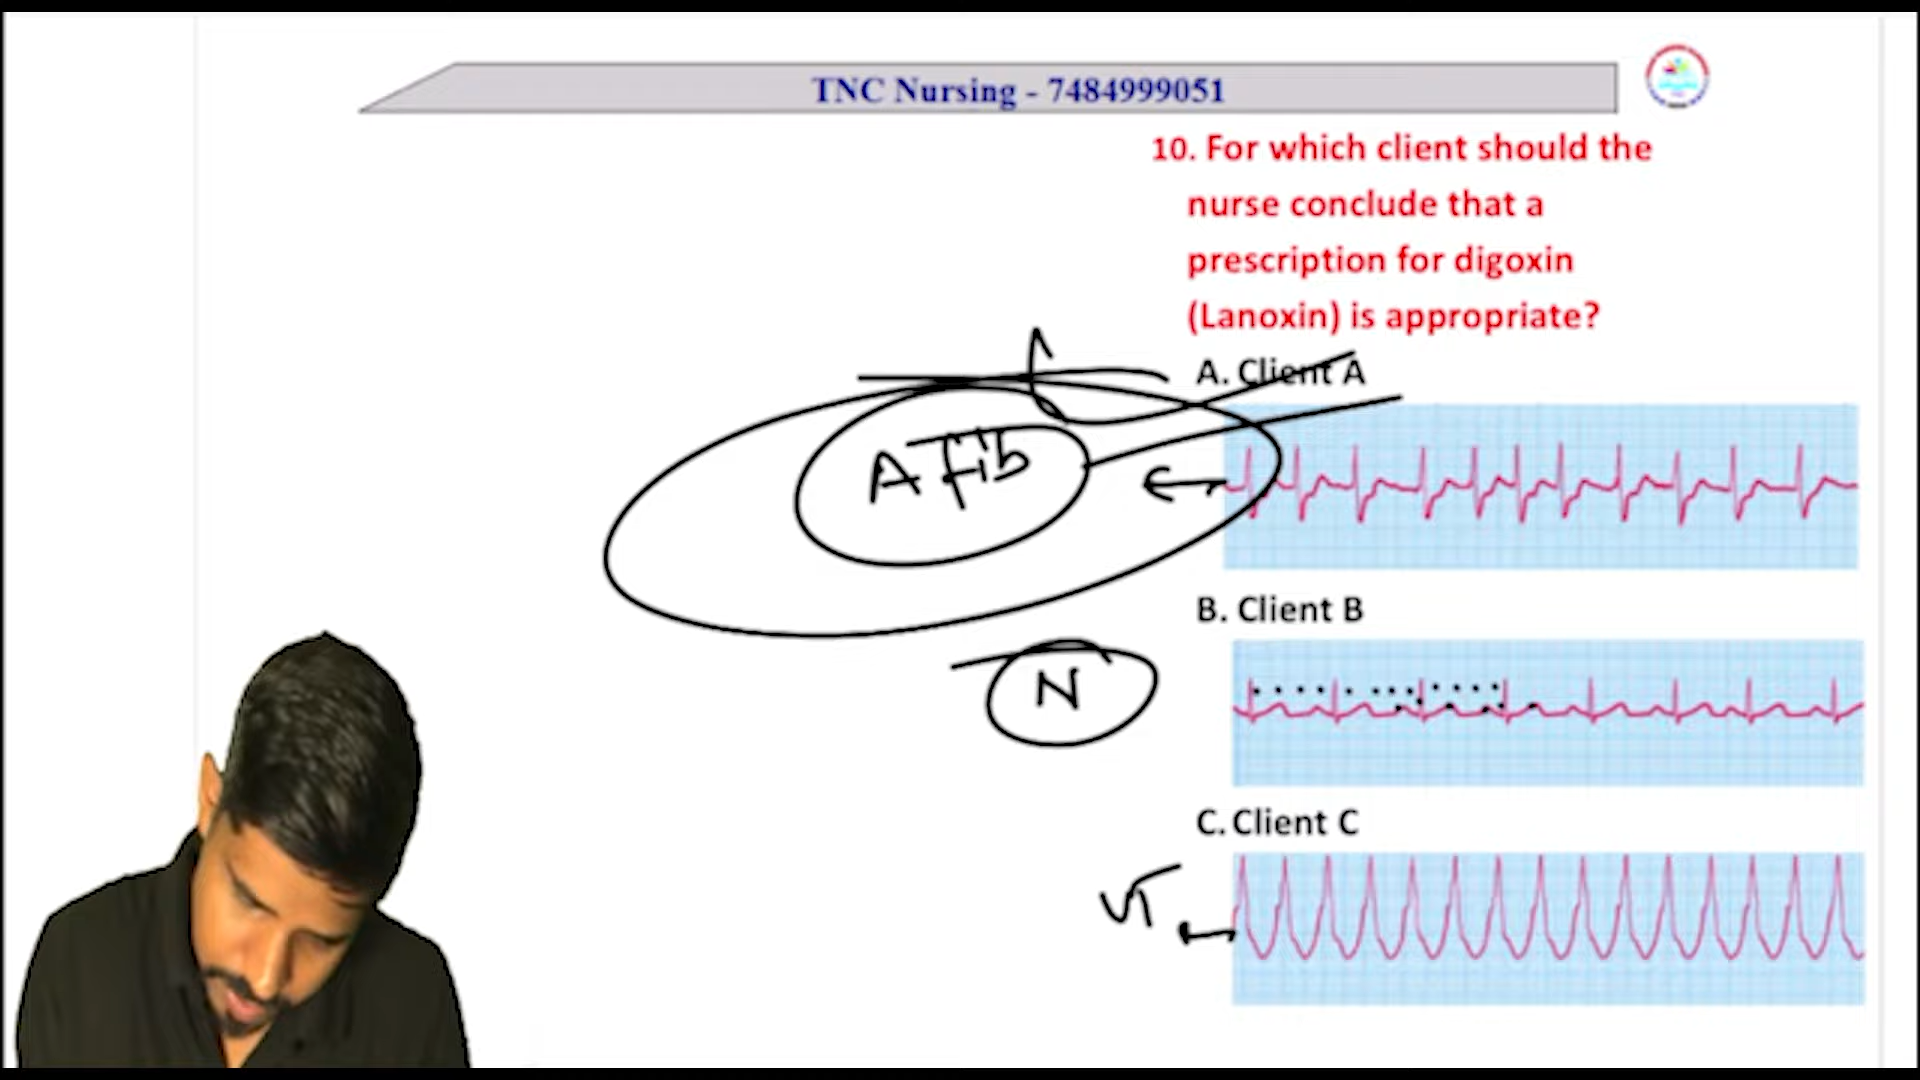 TNC Nursing - 7484999051
10. For which client should the
nurse conclude that a
prescription for digoxin
(Lanoxin) is appropriate?
A. Client A
A fib
B. Client B
N
C. Client C
VT